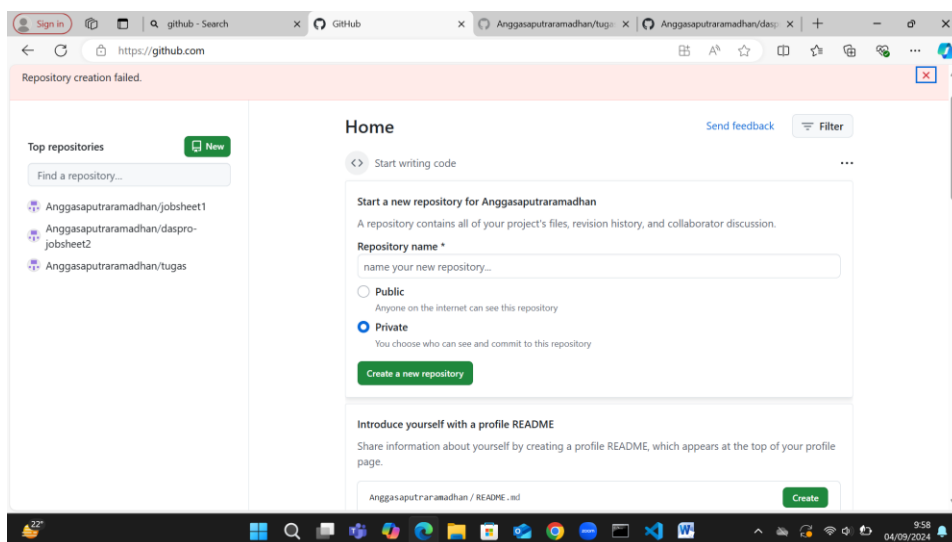 Sign in
github - Search
GitHub
Anggasaputraramadhan/tuga
Anggasaputraramadhan/dasp
https://github.com
Repository creation failed.
Top repositories
New
Find a repository...
Anggasaputraramadhan/jobsheet1
Anggasaputraramadhan/daspro-
jobsheet2
Anggasaputraramadhan/tugas
Home
Send feedback
Filter
Start writing code
Start a new repository for Anggasaputraramadhan
A repository contains all of your project's files, revision history, and collaborator discussion.
Repository name *
name your new repository...
Public
Anyone on the internet can see this repository
Private
You choose who can see and commit to this repository
Create a new repository
Introduce yourself with a profile README
Share information about yourself by creating a profile README, which appears at the top of your profile
page.
Anggasaputraramadhan / README.md
Create
22°
zoom
9:58
04/09/2024